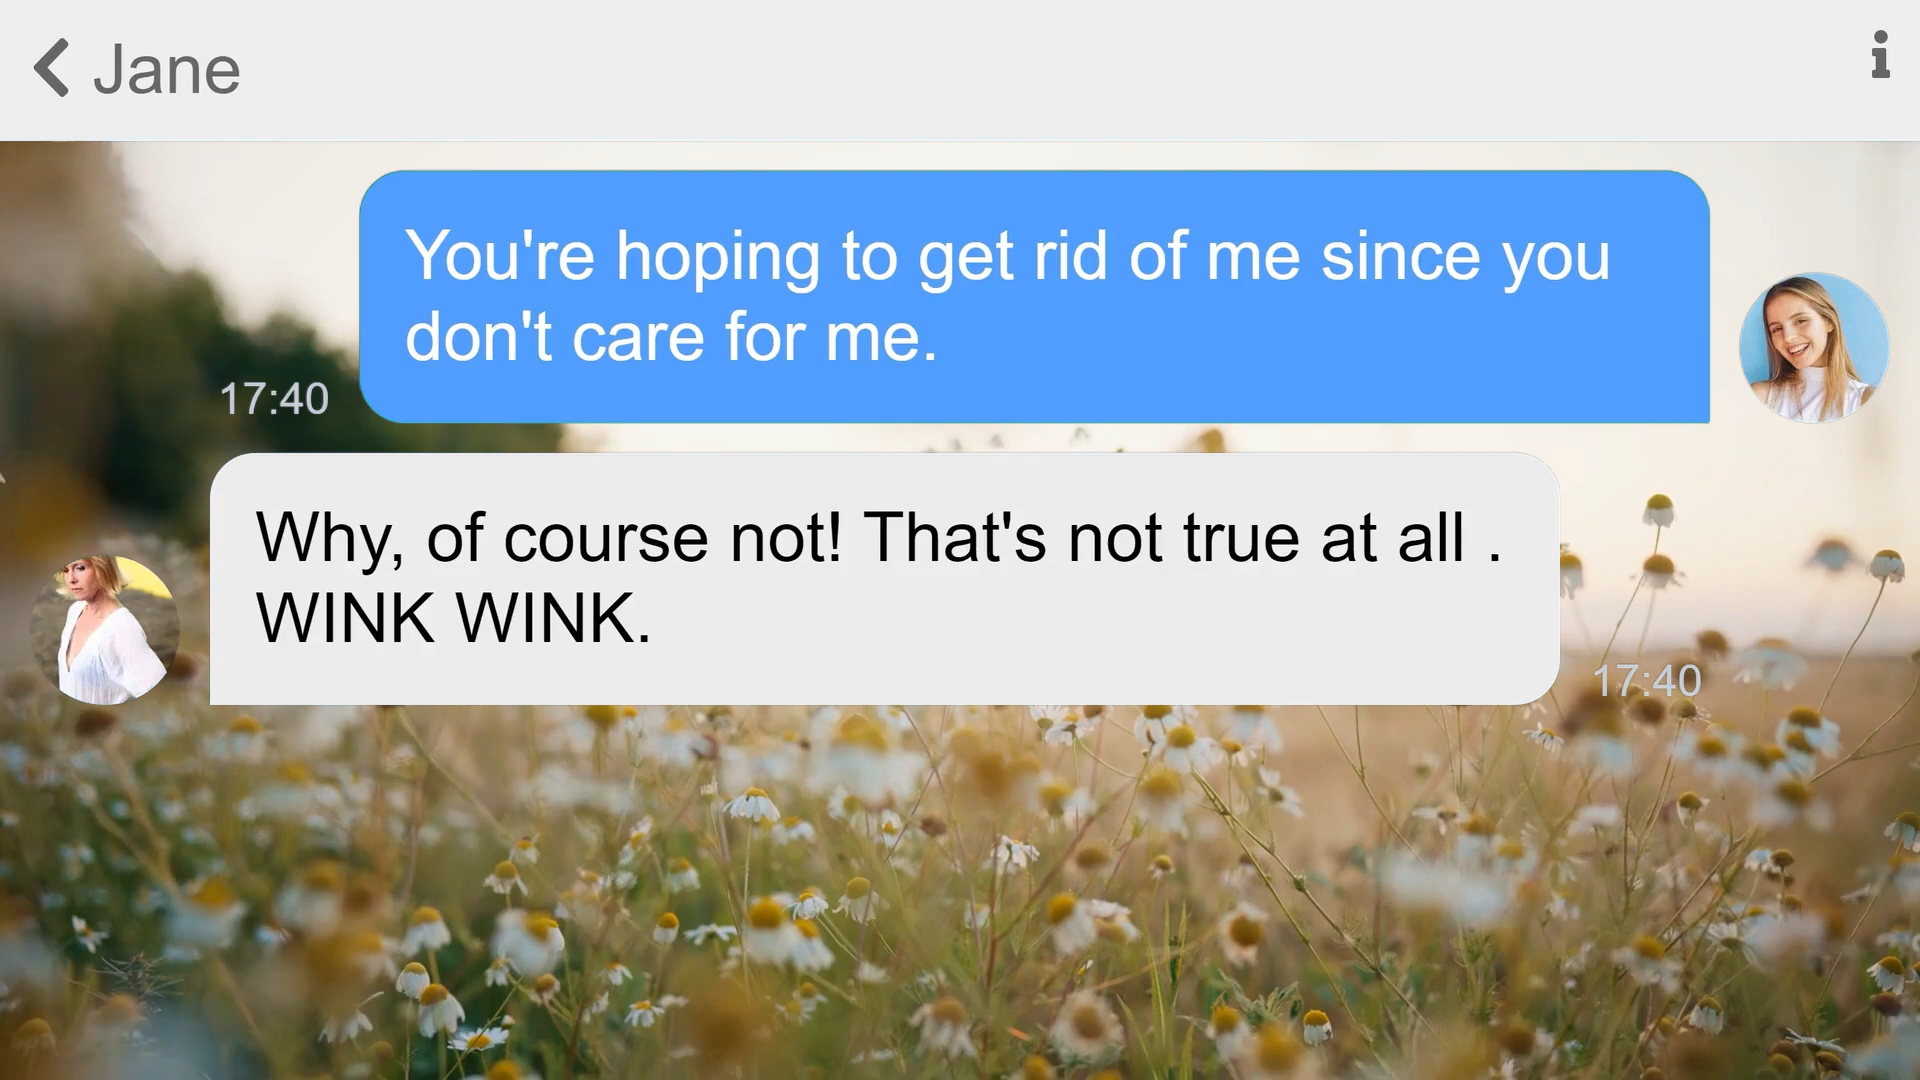 Jane
You're hoping to get rid of me since you
don't care for me.
17:40
Why, of course not! That's not true at all .
WINK WINK.
17:40